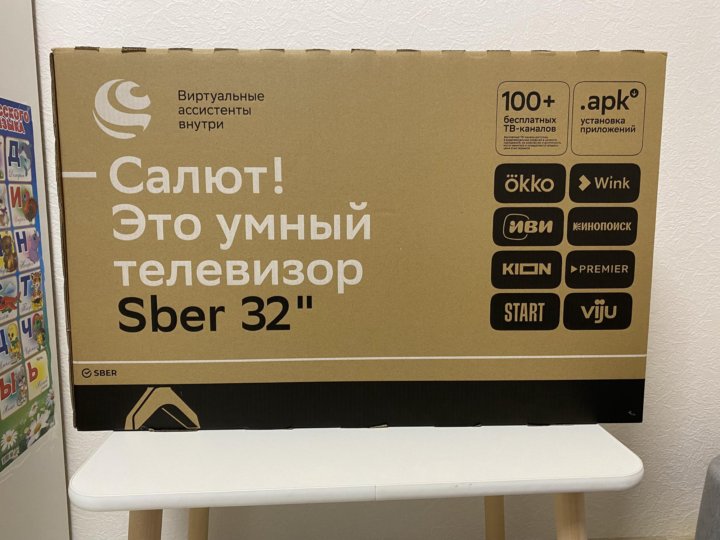 Виртуальные
ассистенты
внутри
Салют!
Это умный
телевизор
Sber 32"
100+
бесплатных
ТВ-каналов
.apk
установка
приложений
ökko
Wink
иви
КИНОПОИСК
KION
PREMIER
START
viju
SBER
Д
И
Н
Т
Ч
Ы
Ь